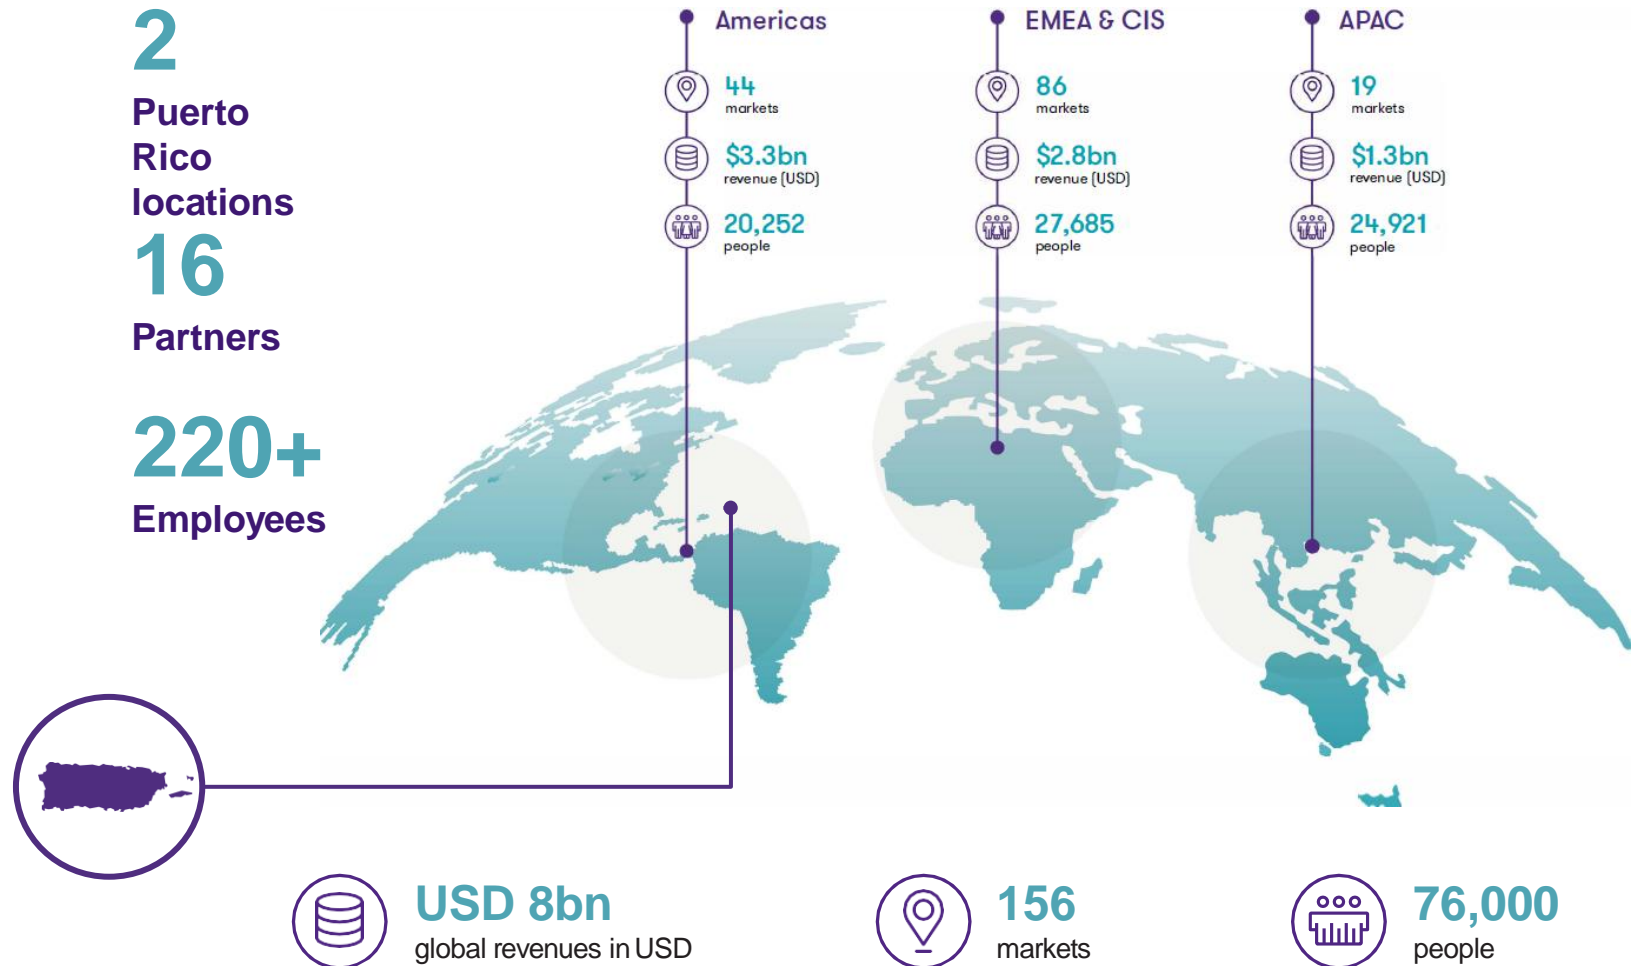 2
Puerto
Rico
locations
16
Partners
220+
Employees
Americas
44
markets
$3.3bn
revenue (USD)
20,252
people
EMEA & CIS
86
markets
$2.8bn
revenue (USD)
27,685
people
APAC
19
markets
$1.3bn
revenue (USD)
24,921
people
USD 8bn
global revenues in USD
156
markets
76,000
people